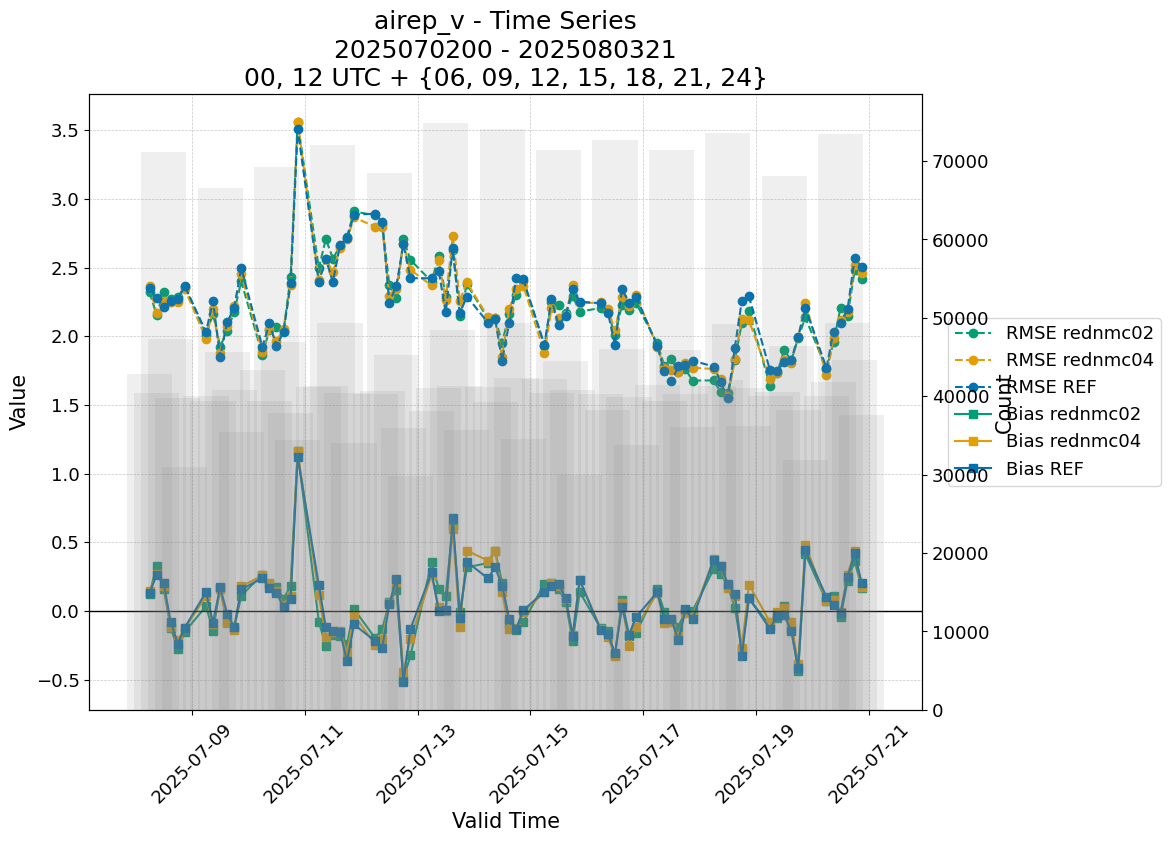 airep_v - Time Series
2025070200 - 2025080321
00, 12 UTC + {06, 09, 12, 15, 18, 21, 24}
Value
3.5
3.0
2.5
2.0
1.5
1.0
0.5
0.0
−0.5
70000
60000
50000
40000
30000
20000
10000
0
Count
RMSE rednmc02
RMSE rednmc04
RMSE REF
Bias rednmc02
Bias rednmc04
Bias REF
2025-07-09
2025-07-11
2025-07-13
2025-07-15
2025-07-17
2025-07-19
2025-07-21
Valid Time